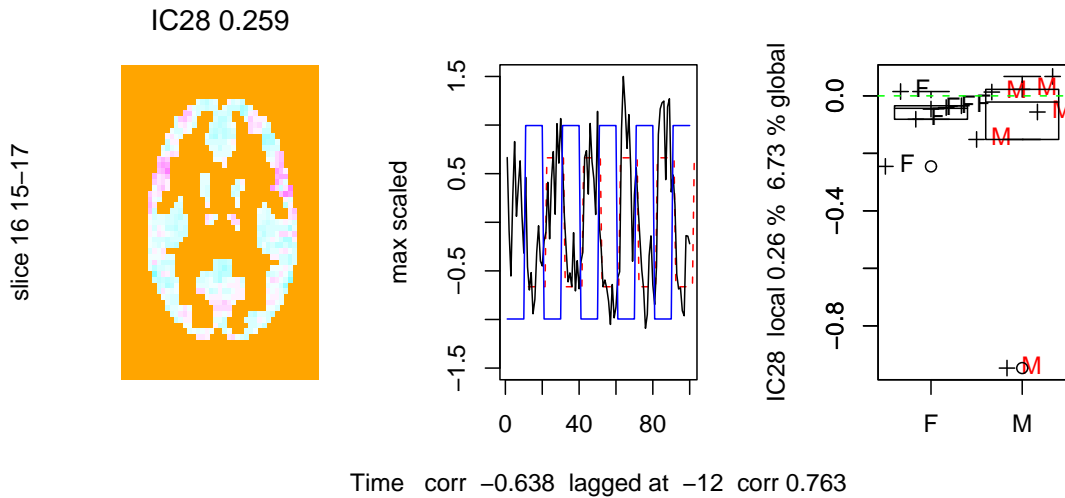 IC28 0.259
slice 16 15−17
max scaled
1.5
0.5
−0.5
−1.5
0
40
80
Time corr −0.638 lagged at −12 corr 0.763
IC28 local 0.26 % 6.73 % global
0.0
−0.4
−0.8
F
F
F
F
F
F
F
M
M
M
M
M
F
M